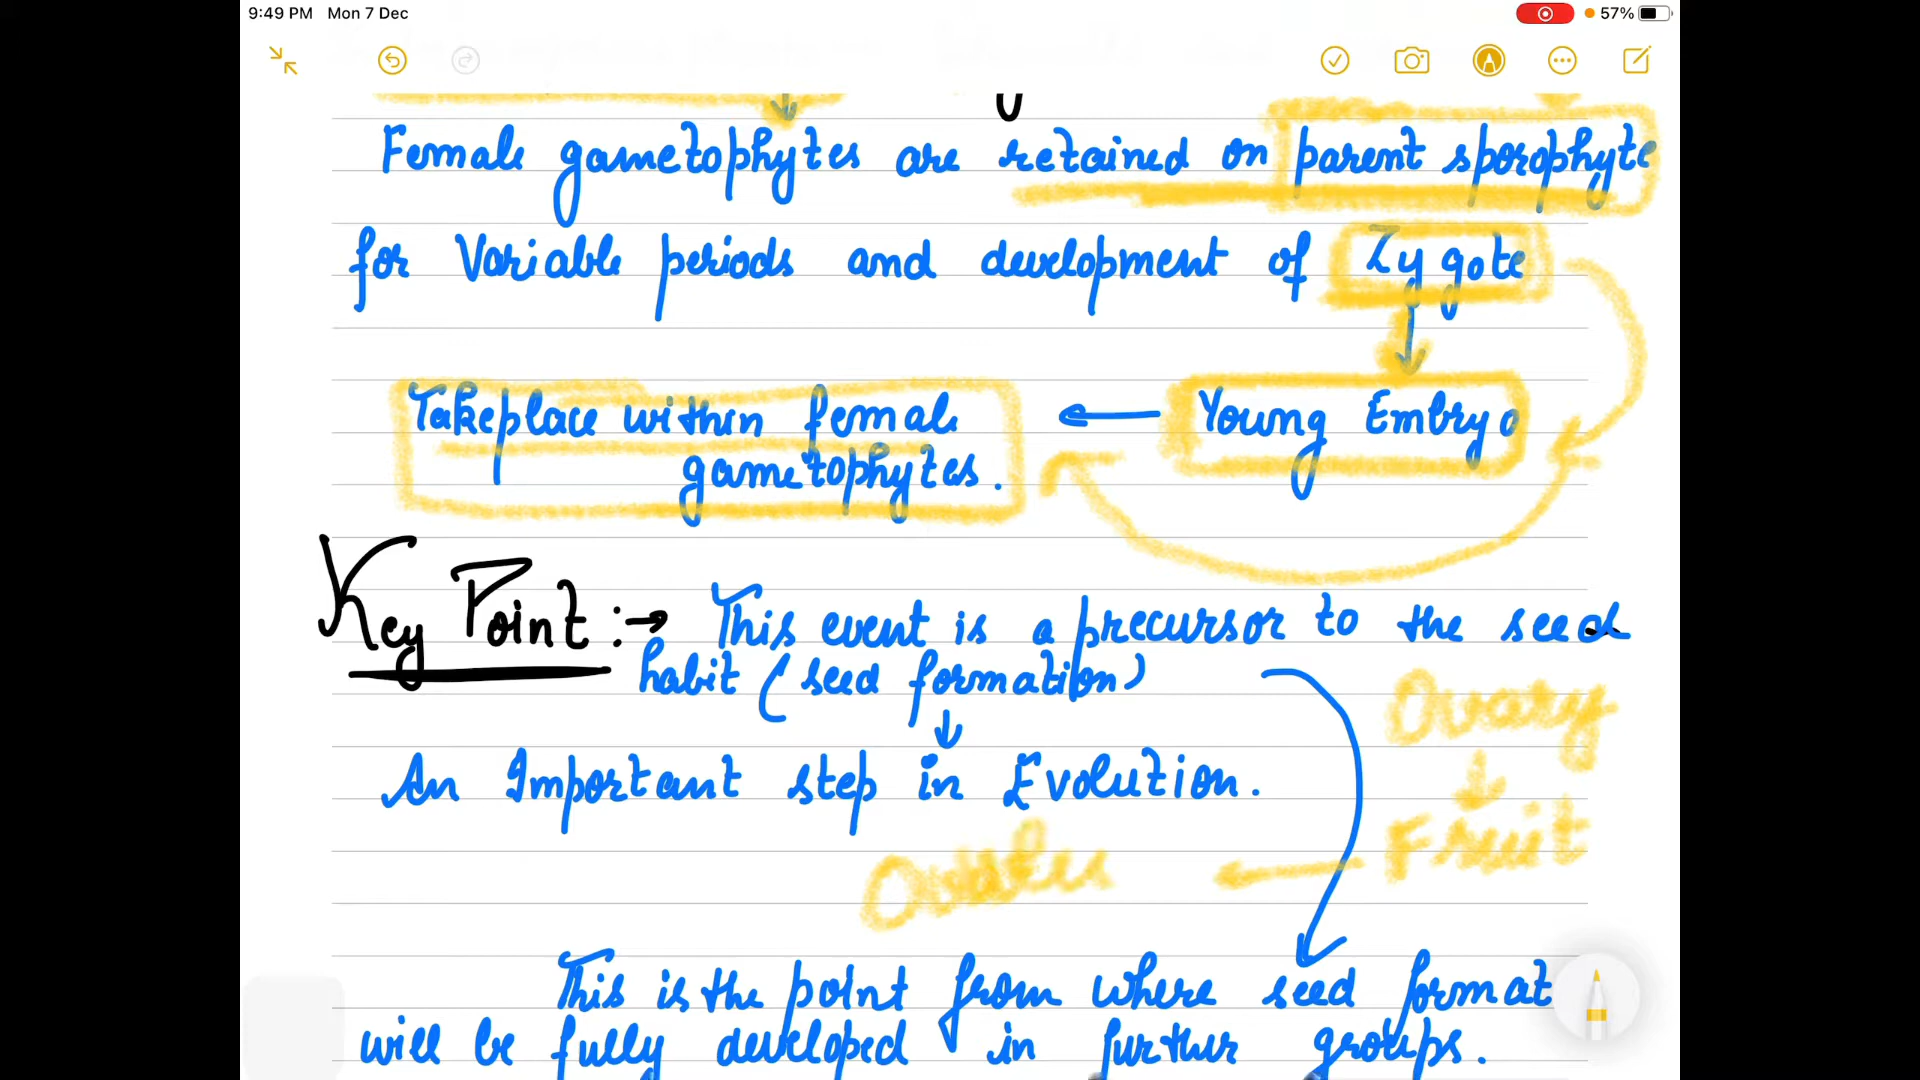 9:49 PM Mon 7 Dec
57%
Female gametophytes are retained on parent sporophyte
for Variable periods and development of Zygote
Takeplace within female ← Young Embryo
gametophytes.
Key Point :→ This event is a precursor to the seed
habit (seed formation)
Ovary
An Important step in Evolution.
Fruit
Ovules
This is the point from where seed format
will be fully developed in further groups.